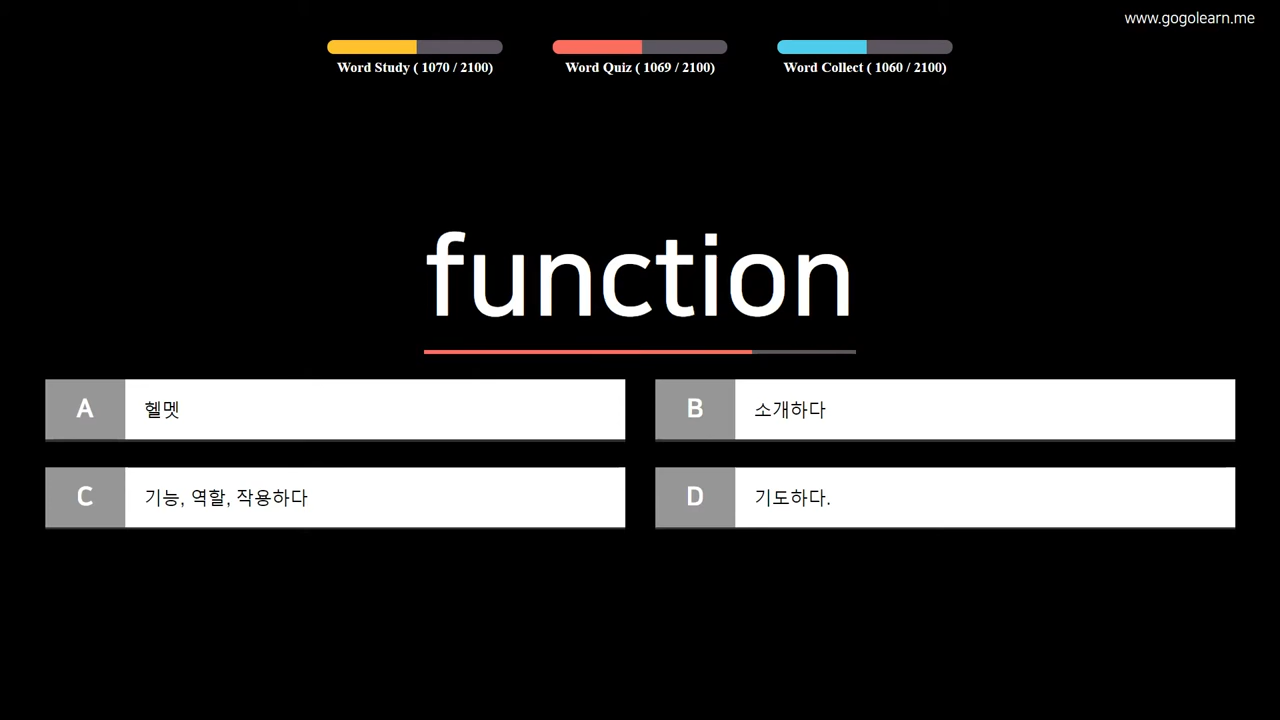 www.gogolearn.me
Word Study ( 1070 / 2100)
Word Quiz ( 1069 / 2100)
Word Collect ( 1060 / 2100)
function
A 헬멧
B 소개하다
C 기능, 역할, 작용하다
D 기도하다.